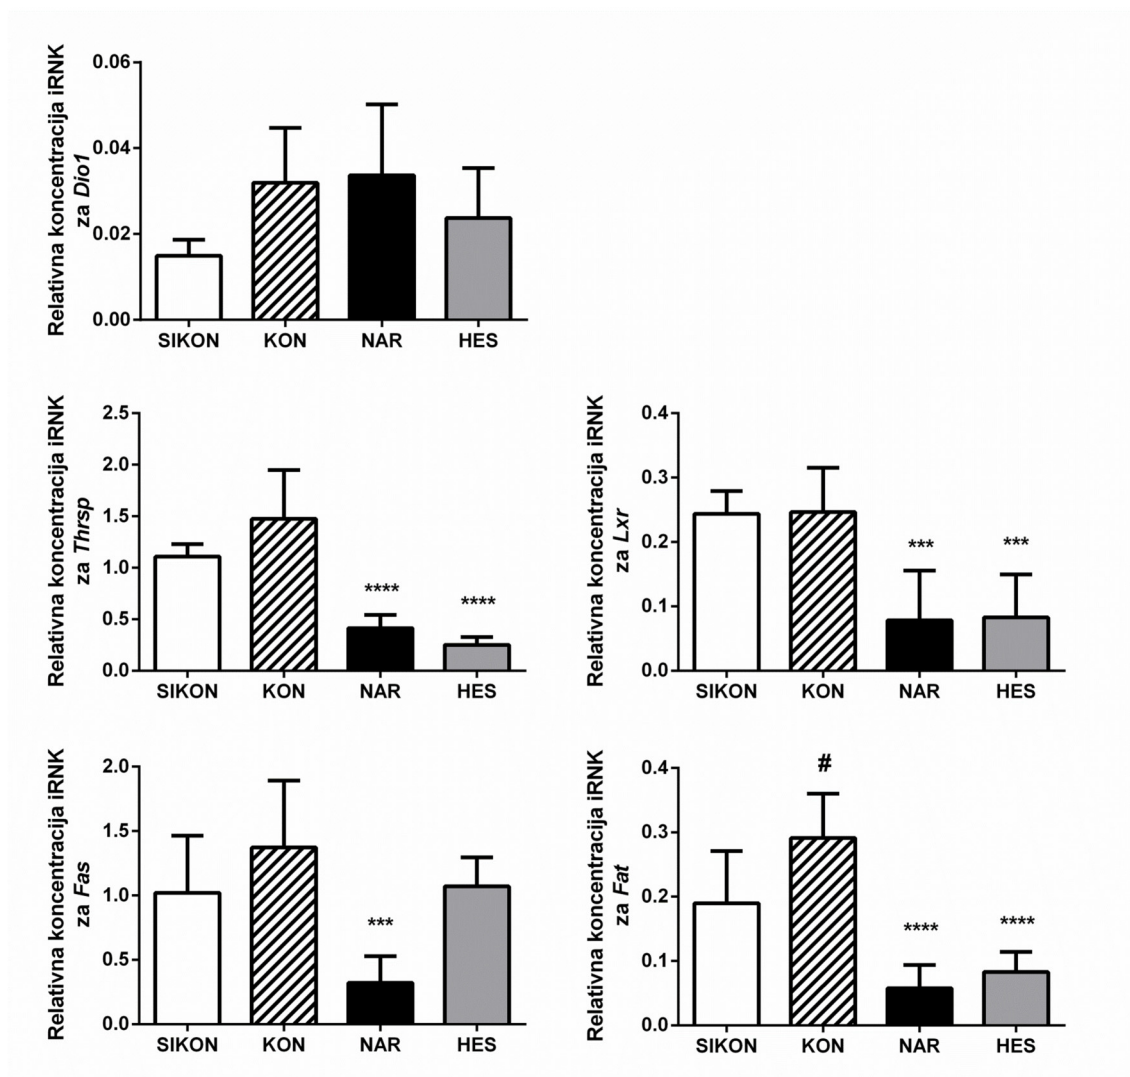 Relativna koncentracija iRNK
za Dio1
0.06
0.04
0.02
0.00
SIKON KON NAR HES
Relativna koncentracija iRNK
za Thrsp
2.5
2.0
1.5
1.0
0.5
0.0
**** ****
SIKON KON NAR HES
Relativna koncentracija iRNK
za Lxr
0.4
0.3
0.2
0.1
0.0
*** ***
SIKON KON NAR HES
Relativna koncentracija iRNK
za Fas
2.0
1.5
1.0
0.5
0.0
***
SIKON KON NAR HES
Relativna koncentracija iRNK
za Fat
0.4
0.3
0.2
0.1
0.0
#
**** ****
SIKON KON NAR HES